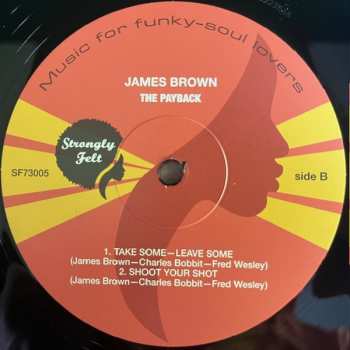 Music for funky-soul lovers
JAMES BROWN
THE PAYBACK
Strongly
Felt
SF73005
side B
1. TAKE SOME—LEAVE SOME
(James Brown—Charles Bobbit—Fred Wesley)
2. SHOOT YOUR SHOT
(James Brown—Charles Bobbit—Fred Wesley)